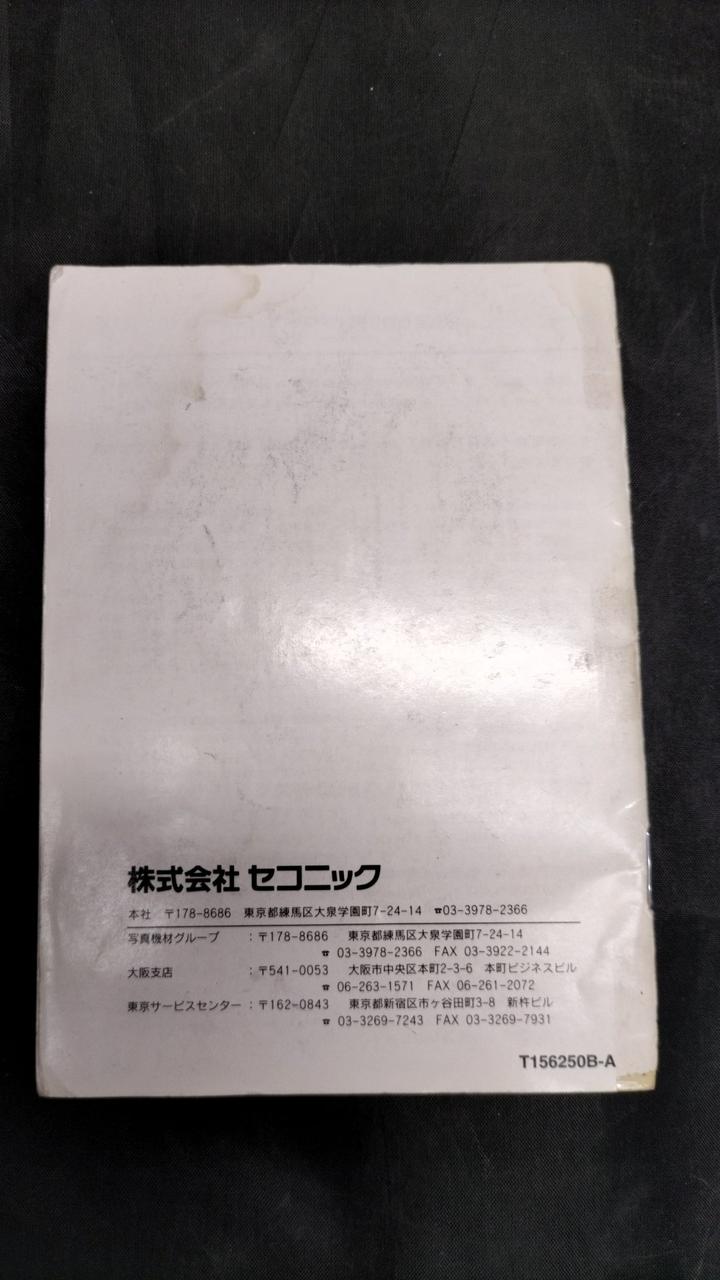 株式会社 セコニック
本社 〒178-8686 東京都練馬区大泉学園町7-24-14 ☎03-3978-2366
写真機材グループ :〒178-8686 東京都練馬区大泉学園町7-24-14
☎ 03-3978-2366 FAX 03-3922-2144
大阪支店 :〒541-0053 大阪市中央区本町2-3-6 本町ビジネスビル
☎ 06-263-1571 FAX 06-261-2072
東京サービスセンター :〒162-0843 東京都新宿区市ヶ谷田町3-8 新杵ビル
☎ 03-3269-7243 FAX 03-3269-7931
T156250B-A